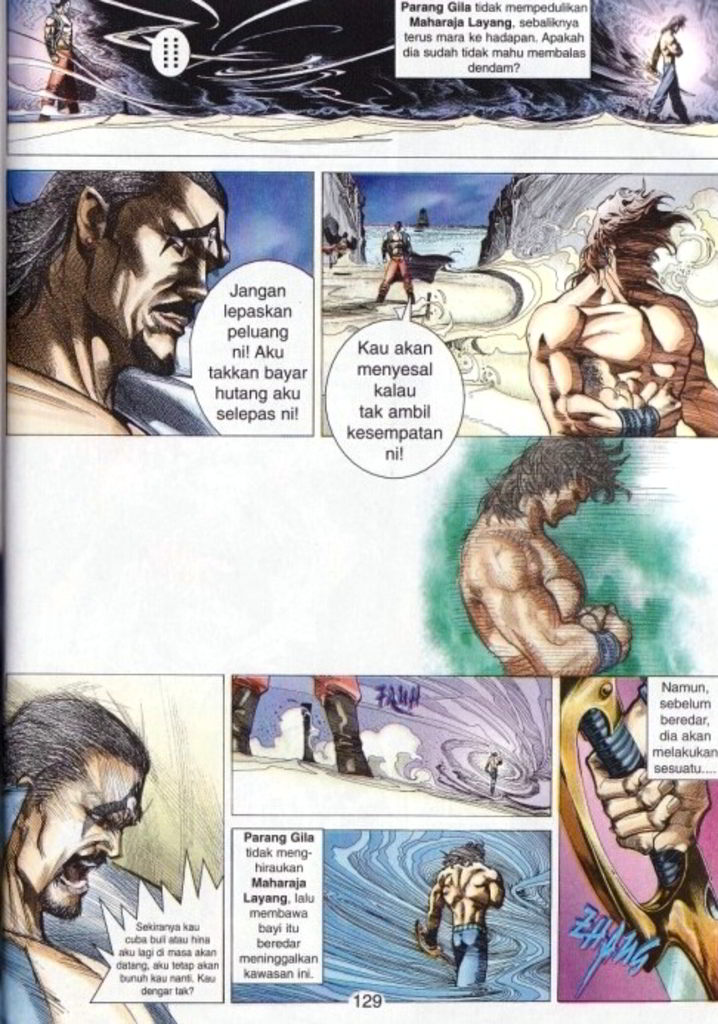 Parang Gila tidak mempedulikan
Maharaja Layang, sebaliknya
terus mara ke hadapan. Apakah
dia sudah tidak mahu membalas
dendam?
Jangan
lepaskan
peluang
ni! Aku
takkan bayar
hutang aku
selepas ni!
Kau akan
menyesal
kalau
tak ambil
kesempatan
ni!
Sekiranya kau
cuba buli atau hina
aku lagi di masa akan
datang, aku tetap akan
bunuh kau nanti. Kau
dengar tak?
Parang Gila
tidak meng-
hiraukan
Maharaja
Layang, lalu
membawa
bayi itu
beredar
meninggalkan
kawasan ini.
Namun,
sebelum
beredar,
dia akan
melakukan
sesuatu....
129